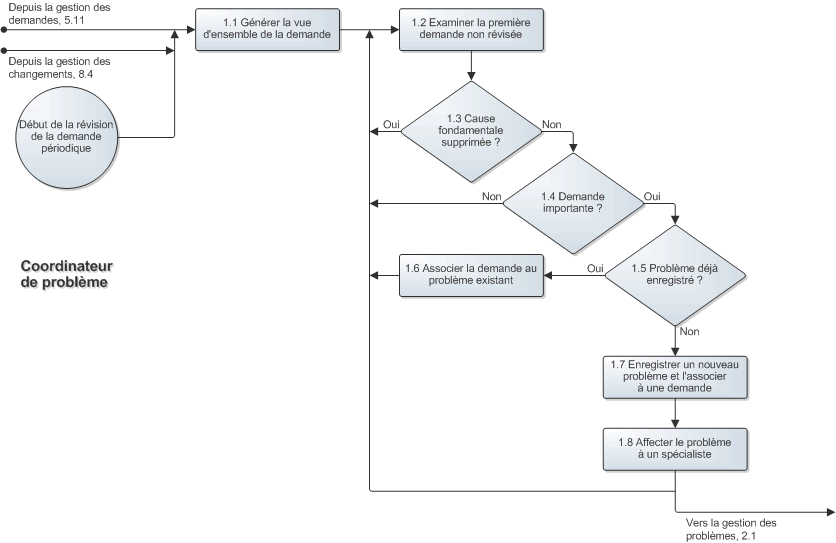 Depuis la gestion des
demandes, 5.11
Depuis la gestion des
changements, 8.4
Début de la révision
de la demande
périodique
1.1 Générer la vue
d'ensemble de la demande
1.2 Examiner la première
demande non révisée
1.3 Cause
fondamentale
supprimée ?
Oui
Non
1.4 Demande
importante ?
Non
Oui
1.5 Problème déjà
enregistré ?
Oui
Non
1.6 Associer la demande au
problème existant
Coordinateur
de problème
1.7 Enregistrer un nouveau
problème et l'associer
à une demande
1.8 Affecter le problème
à un spécialiste
Vers la gestion des
problèmes, 2.1